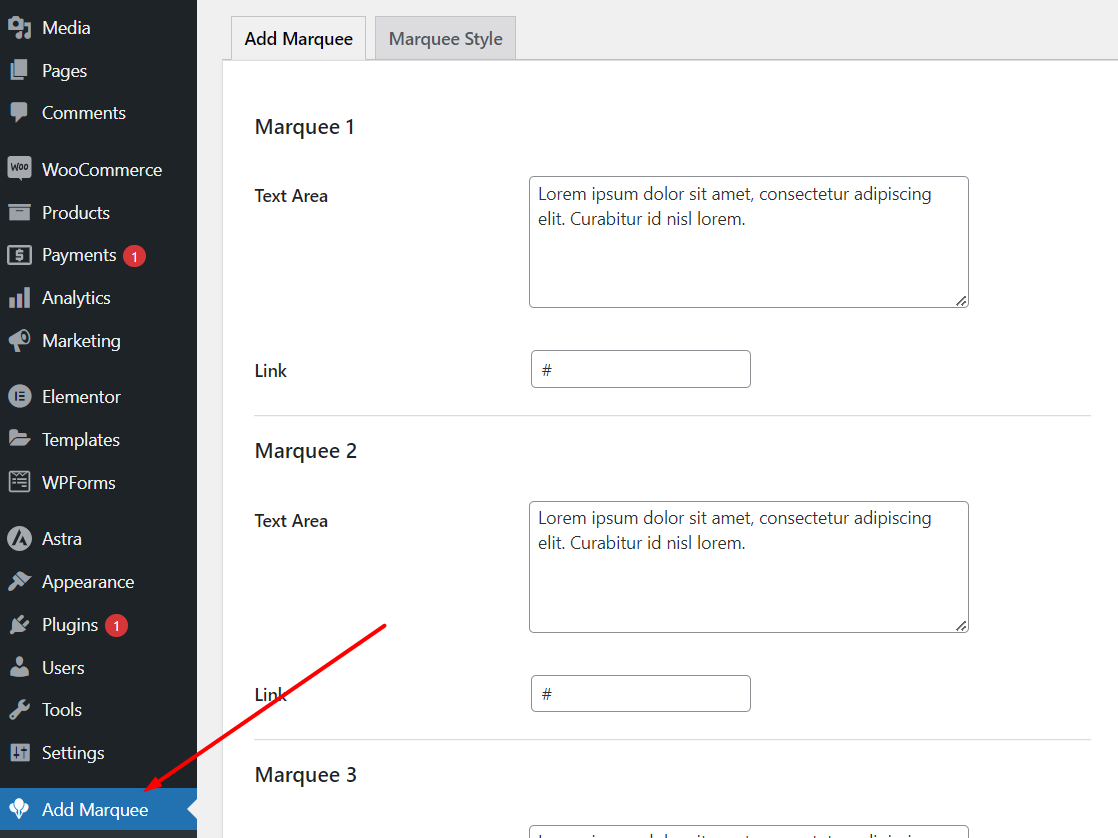 Media
Pages
Comments
Woo WooCommerce
Products
Payments 1
Analytics
Marketing
Elementor
Templates
WPForms
Astra
Appearance
Plugins 1
Users
Tools
Settings
Add Marquee
Add Marquee Marquee Style
Marquee 1
Text Area
Lorem ipsum dolor sit amet, consectetur adipiscing
elit. Curabitur id nisl lorem.
Link #
Marquee 2
Text Area
Lorem ipsum dolor sit amet, consectetur adipiscing
elit. Curabitur id nisl lorem.
Link #
Marquee 3